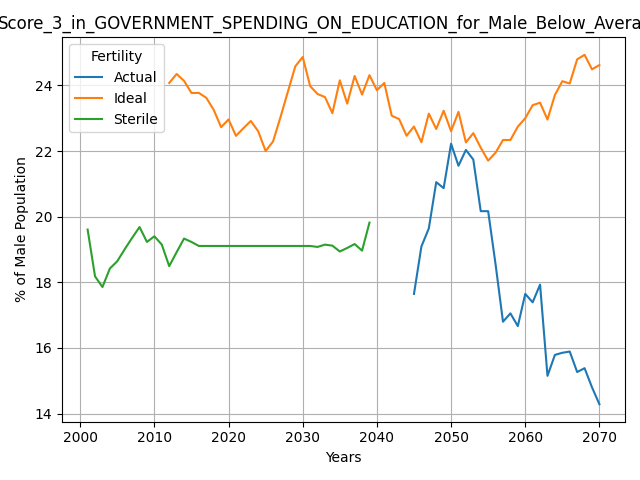 Score_3_in_GOVERNMENT_SPENDING_ON_EDUCATION_for_Male_Below_Avera
Fertility
Actual
Ideal
Sterile
% of Male Population
24
22
20
18
16
14
2000 2010 2020 2030 2040 2050 2060 2070
Years